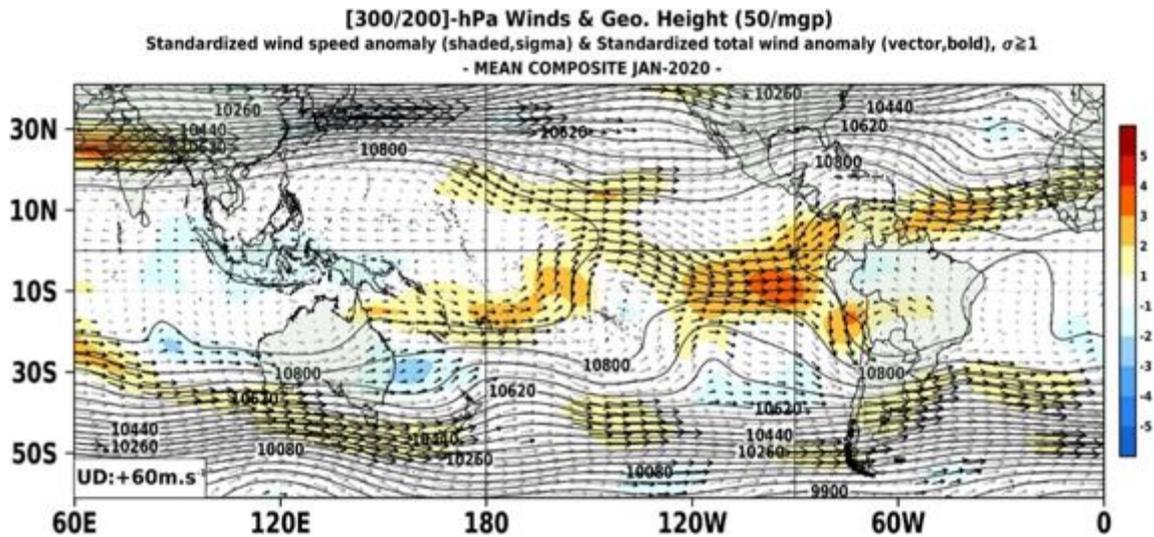 [300/200]-hPa Winds & Geo. Height (50/mgp)
Standardized wind speed anomaly (shaded,sigma) & Standardized total wind anomaly (vector,bold), σ≧1
- MEAN COMPOSITE JAN-2020 -
10260
10260
10440
30N
10440
10620
10620
10800
10800
5
4
10N
3
2
1
10S
-1
-2
30S
10800
10800
10800
-3
10620
10620
10620
-4
10440
10440
10440
-5
50S
10260
10080
10260
10260
10080
UD:+60m.s⁻¹
9900
60E
120E
180
120W
60W
0